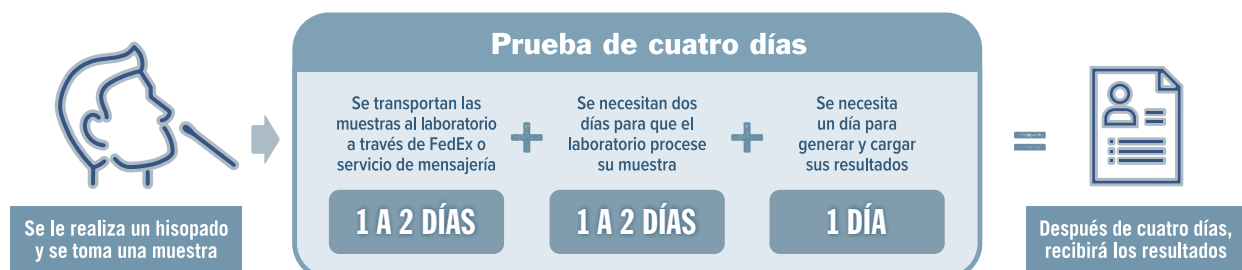 Prueba de cuatro días
Se le realiza un hisopado
y se toma una muestra
Se transportan las
muestras al laboratorio
a través de FedEx o
servicio de mensajería
1 A 2 DÍAS
+
Se necesitan dos
días para que el
laboratorio procese
su muestra
1 A 2 DÍAS
+
Se necesita
un día para
generar y cargar
sus resultados
1 DÍA
=
Después de cuatro días,
recibirá los resultados